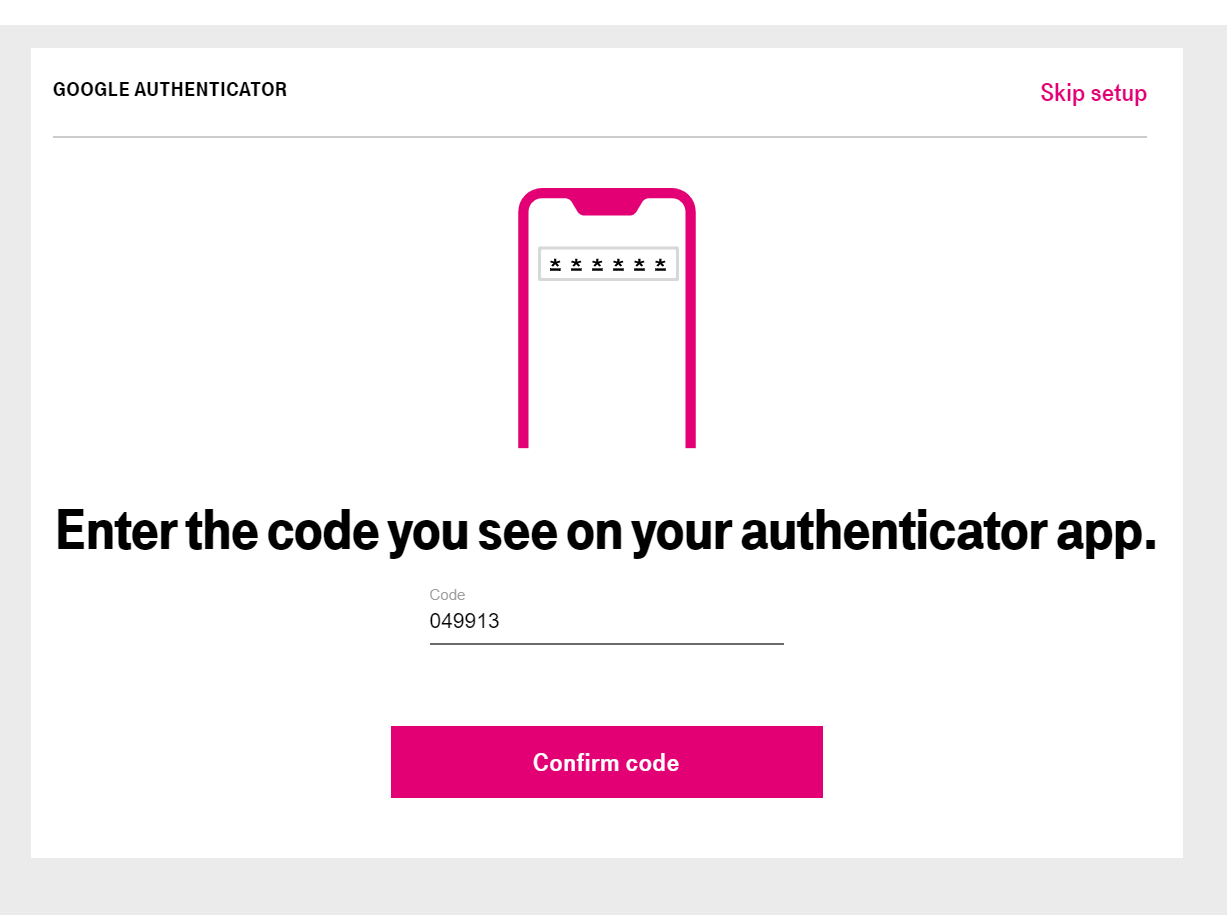 GOOGLE AUTHENTICATOR
Skip setup
* * * * * *
Enter the code you see on your authenticator app.
Code
049913
Confirm code